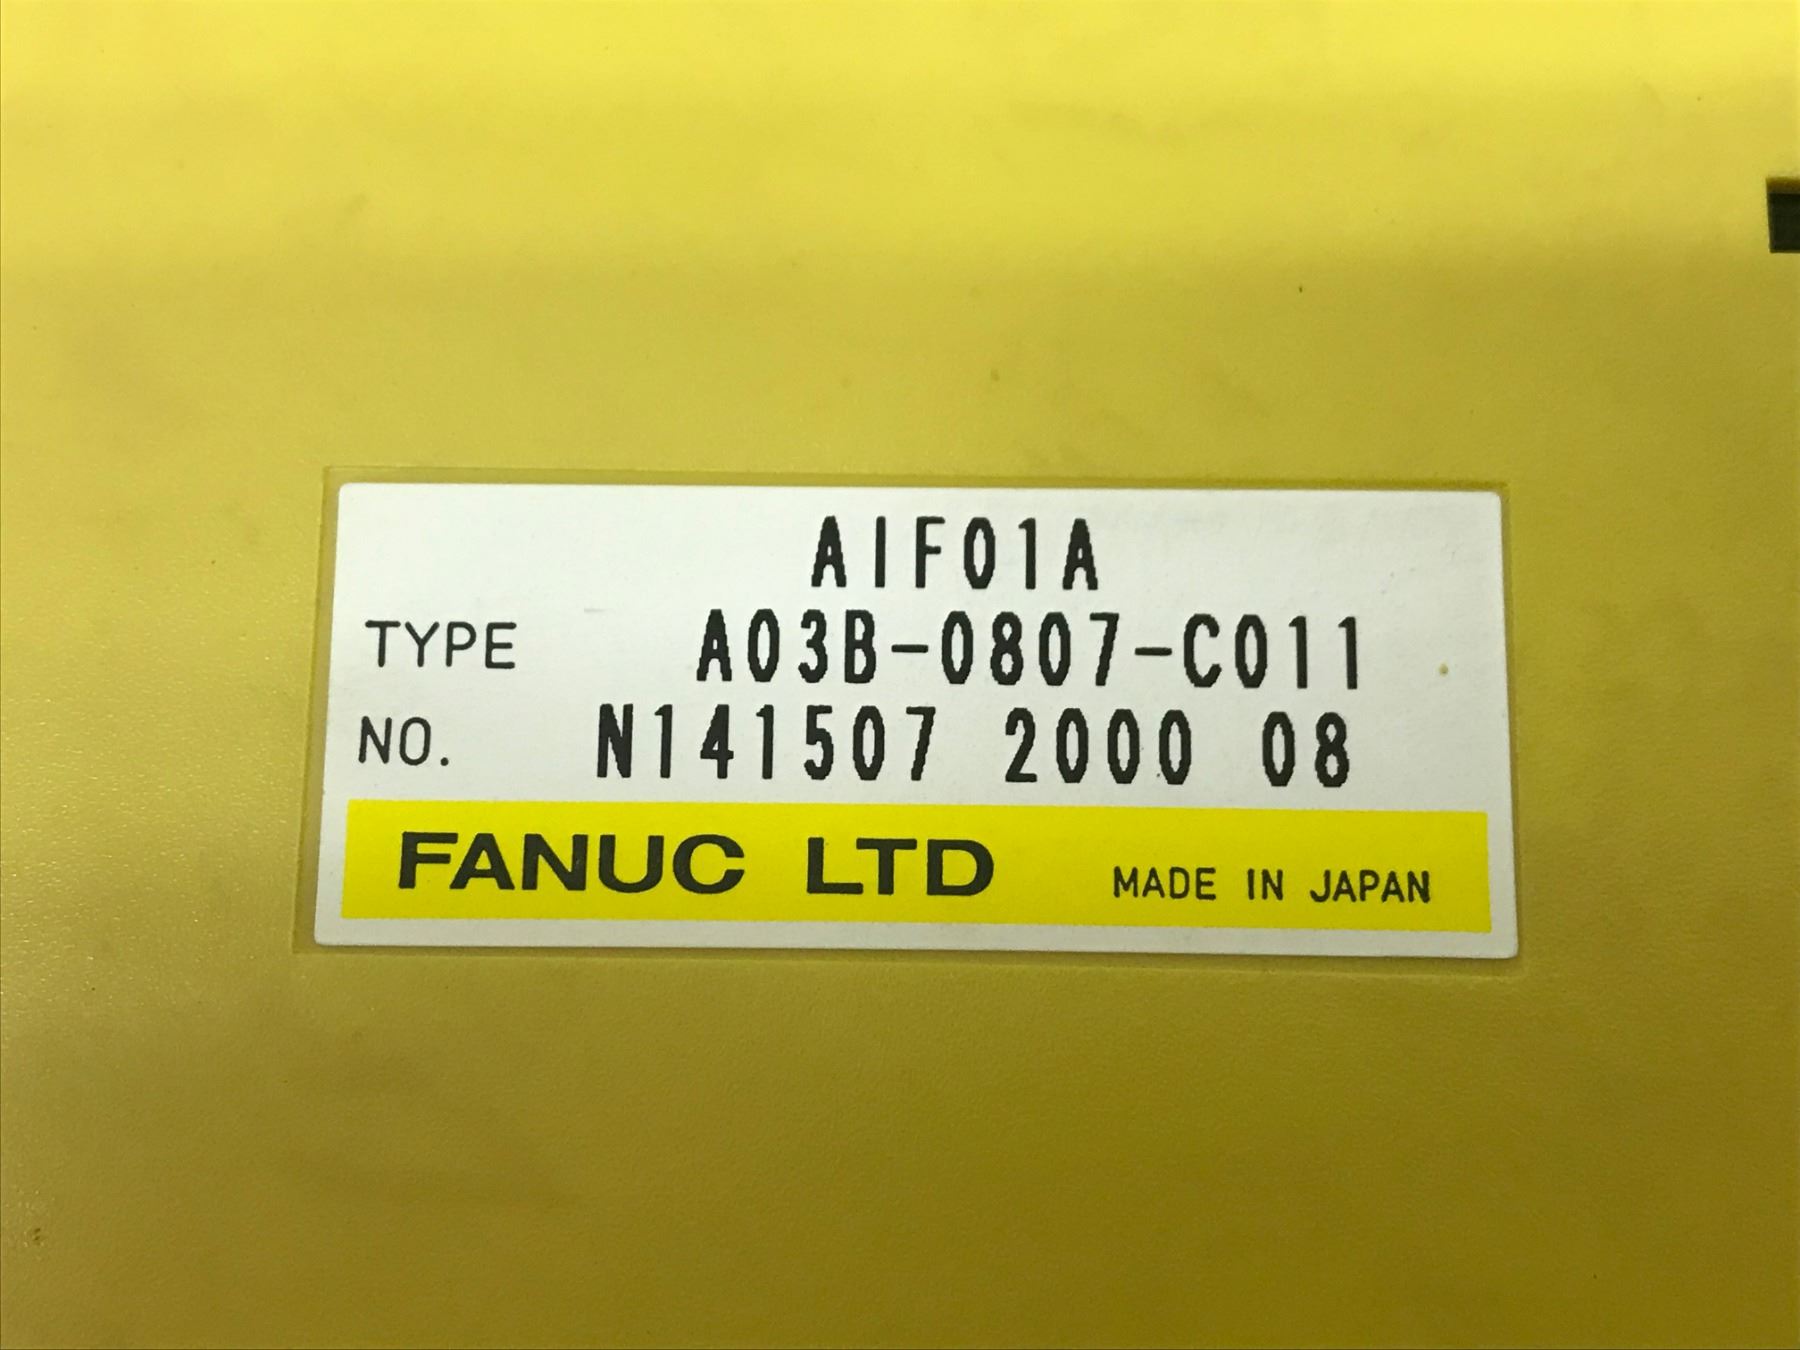 AIF01A
TYPE A03B-0807-C011
NO. N141507 2000 08
FANUC LTD MADE IN JAPAN